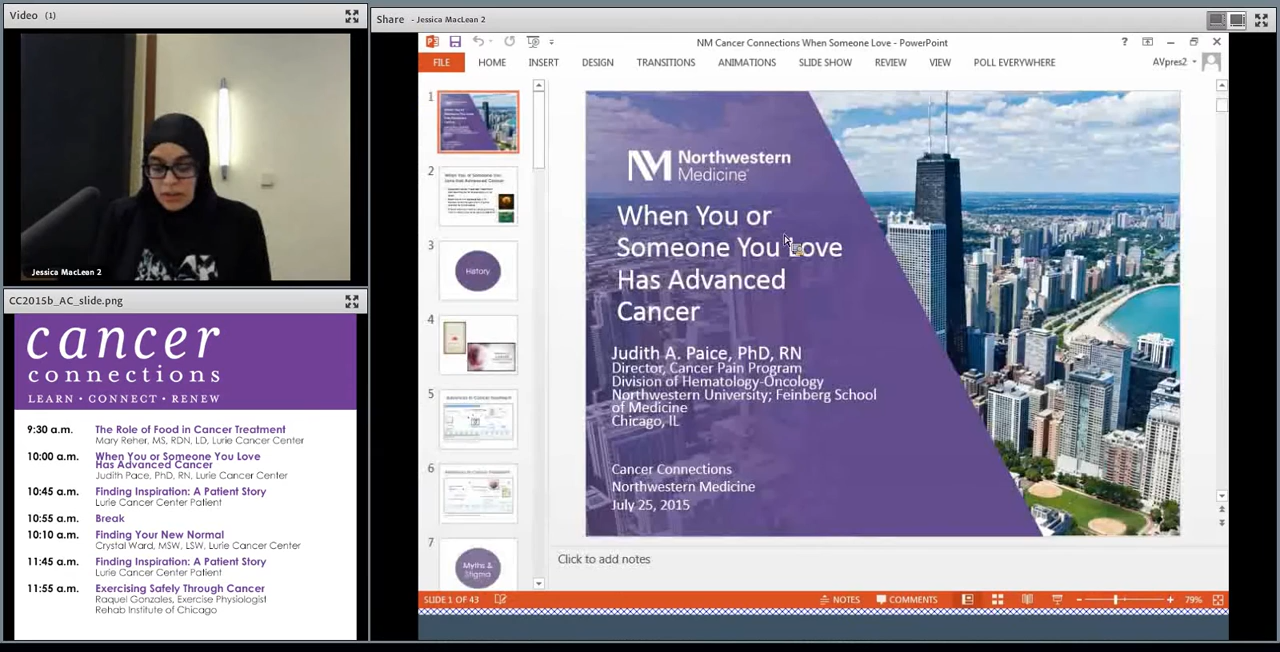 Video (1)
Jessica MacLean 2
CC2015b_AC_slide.png
cancer
connections
LEARN • CONNECT • RENEW
9:30 a.m. The Role of Food in Cancer Treatment
Mary Reher, MS, RDN, LD, Lurie Cancer Center
10:00 a.m. When You or Someone You Love
Has Advanced Cancer
Judith Pace, PhD, RN, Lurie Cancer Center
10:45 a.m. Finding Inspiration: A Patient Story
Lurie Cancer Center Patient
10:55 a.m. Break
10:10 a.m. Finding Your New Normal
Crystal Ward, MSW, LSW, Lurie Cancer Center
11:45 a.m. Finding Inspiration: A Patient Story
Lurie Cancer Center Patient
11:55 a.m. Exercising Safely Through Cancer
Raquel Gonzales, Exercise Physiologist
Rehab Institute of Chicago
Share - Jessica MacLean 2
NM Cancer Connections When Someone Love - PowerPoint
FILE HOME INSERT DESIGN TRANSITIONS ANIMATIONS SLIDE SHOW REVIEW VIEW POLL EVERYWHERE AVpres2
1
2
3
History
4
5
6
7
Myths &
Stigma
Northwestern
Medicine
When You or
Someone You Love
Has Advanced
Cancer
Judith A. Paice, PhD, RN
Director, Cancer Pain Program
Division of Hematology-Oncology
Northwestern University; Feinberg School
of Medicine
Chicago, IL
Cancer Connections
Northwestern Medicine
July 25, 2015
Click to add notes
SLIDE 1 OF 43 NOTES COMMENTS 79%